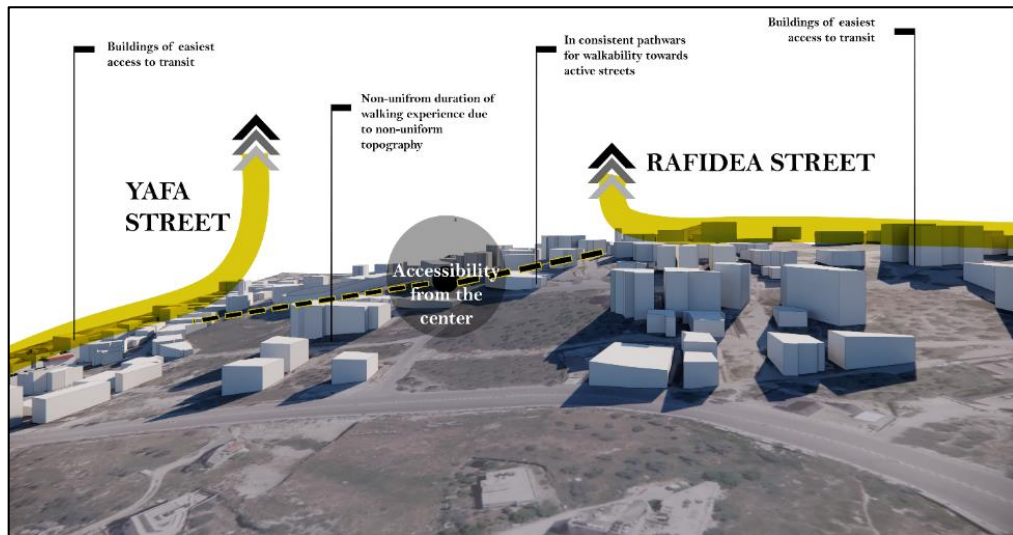 Buildings of easiest
access to transit
Non-unifrom duration of
walking experience due
to non-uniform
topography
In consistent pathwars
for walkability towards
active streets
Buildings of easiest
access to transit
YAFA
STREET
RAFIDEA STREET
Accessibility
from the
center